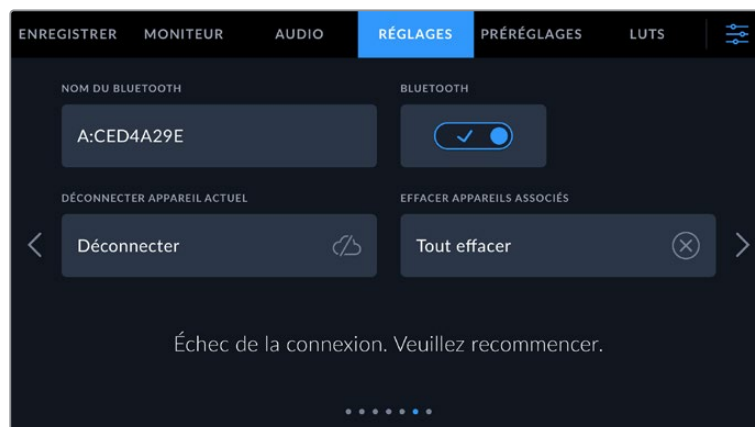 ENREGISTRER MONITEUR AUDIO RÉGLAGES PRÉRÉGLAGES LUTS
NOM DU BLUETOOTH BLUETOOTH
A:CED4A29E
DÉCONNECTER APPAREIL ACTUEL EFFACER APPAREILS ASSOCIÉS
Déconnecter Tout effacer
Échec de la connexion. Veuillez recommencer.